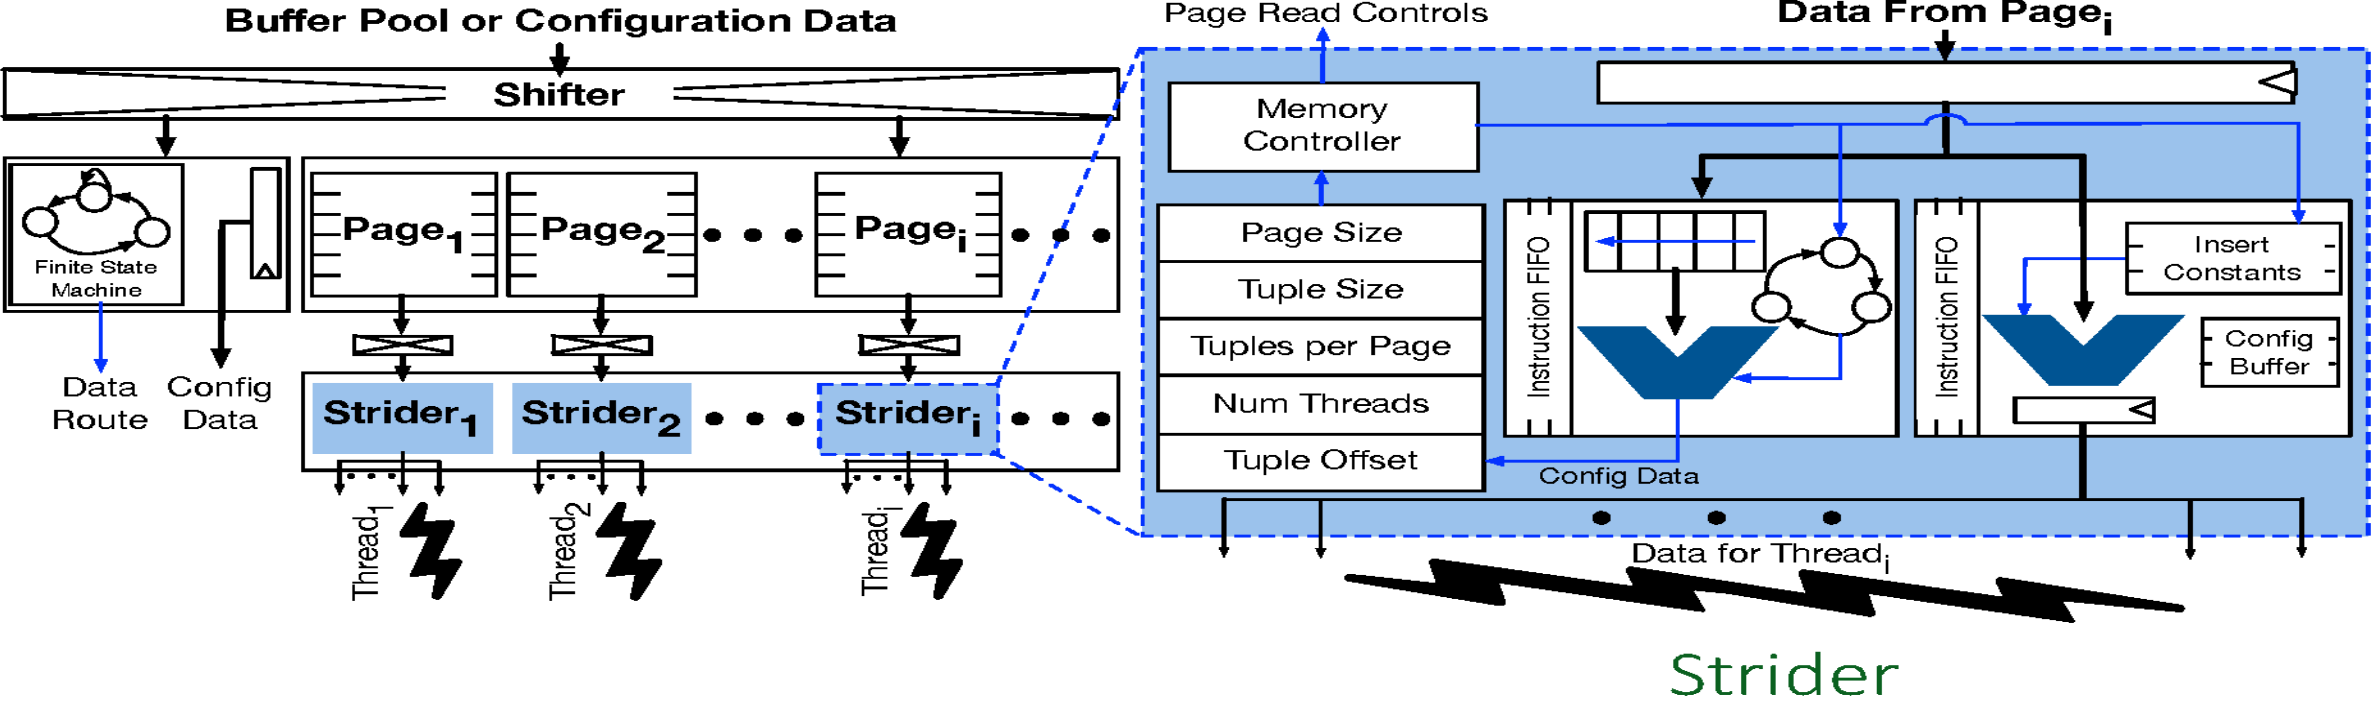 Buffer Pool or Configuration Data
Shifter
Finite State
Machine
Data
Route
Config
Data
Page1
Page2
Pagei
Strider1
Strider2
Strideri
Thread1
Thread2
Threadi
Page Read Controls
Data From Pagei
Memory
Controller
Page Size
Tuple Size
Tuples per Page
Num Threads
Tuple Offset
Instruction FIFO
Config Data
Instruction FIFO
Insert
Constants
Config
Buffer
Data for Threadi
Strider